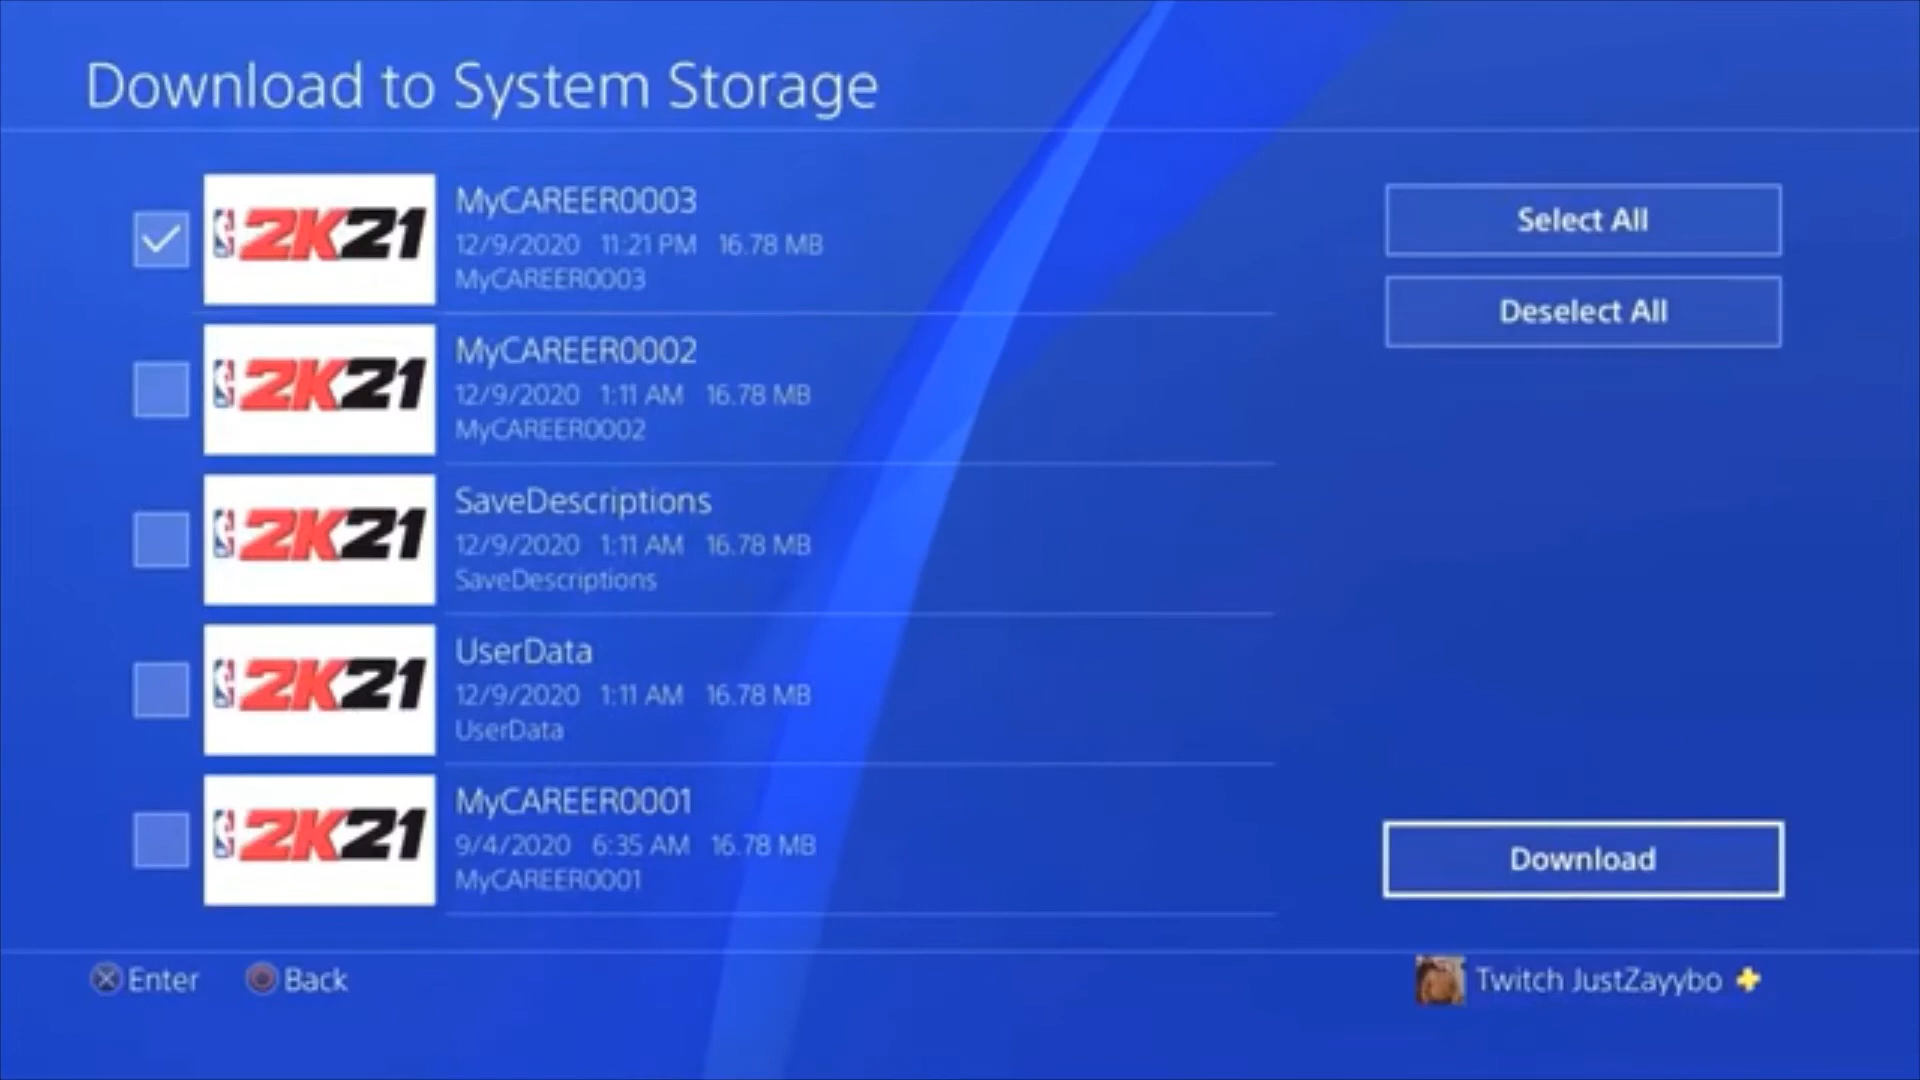 Download to System Storage
2K21
MyCAREER0003
12/9/2020 11:21 PM 16.78 MB
MyCAREER0003
2K21
MyCAREER0002
12/9/2020 1:11 AM 16.78 MB
MyCAREER0002
2K21
SaveDescriptions
12/9/2020 1:11 AM 16.78 MB
SaveDescriptions
2K21
UserData
12/9/2020 1:11 AM 16.78 MB
UserData
2K21
MyCAREER0001
9/4/2020 6:35 AM 16.78 MB
MyCAREER0001
Select All
Deselect All
Download
Enter
Back
Twitch JustZayybo